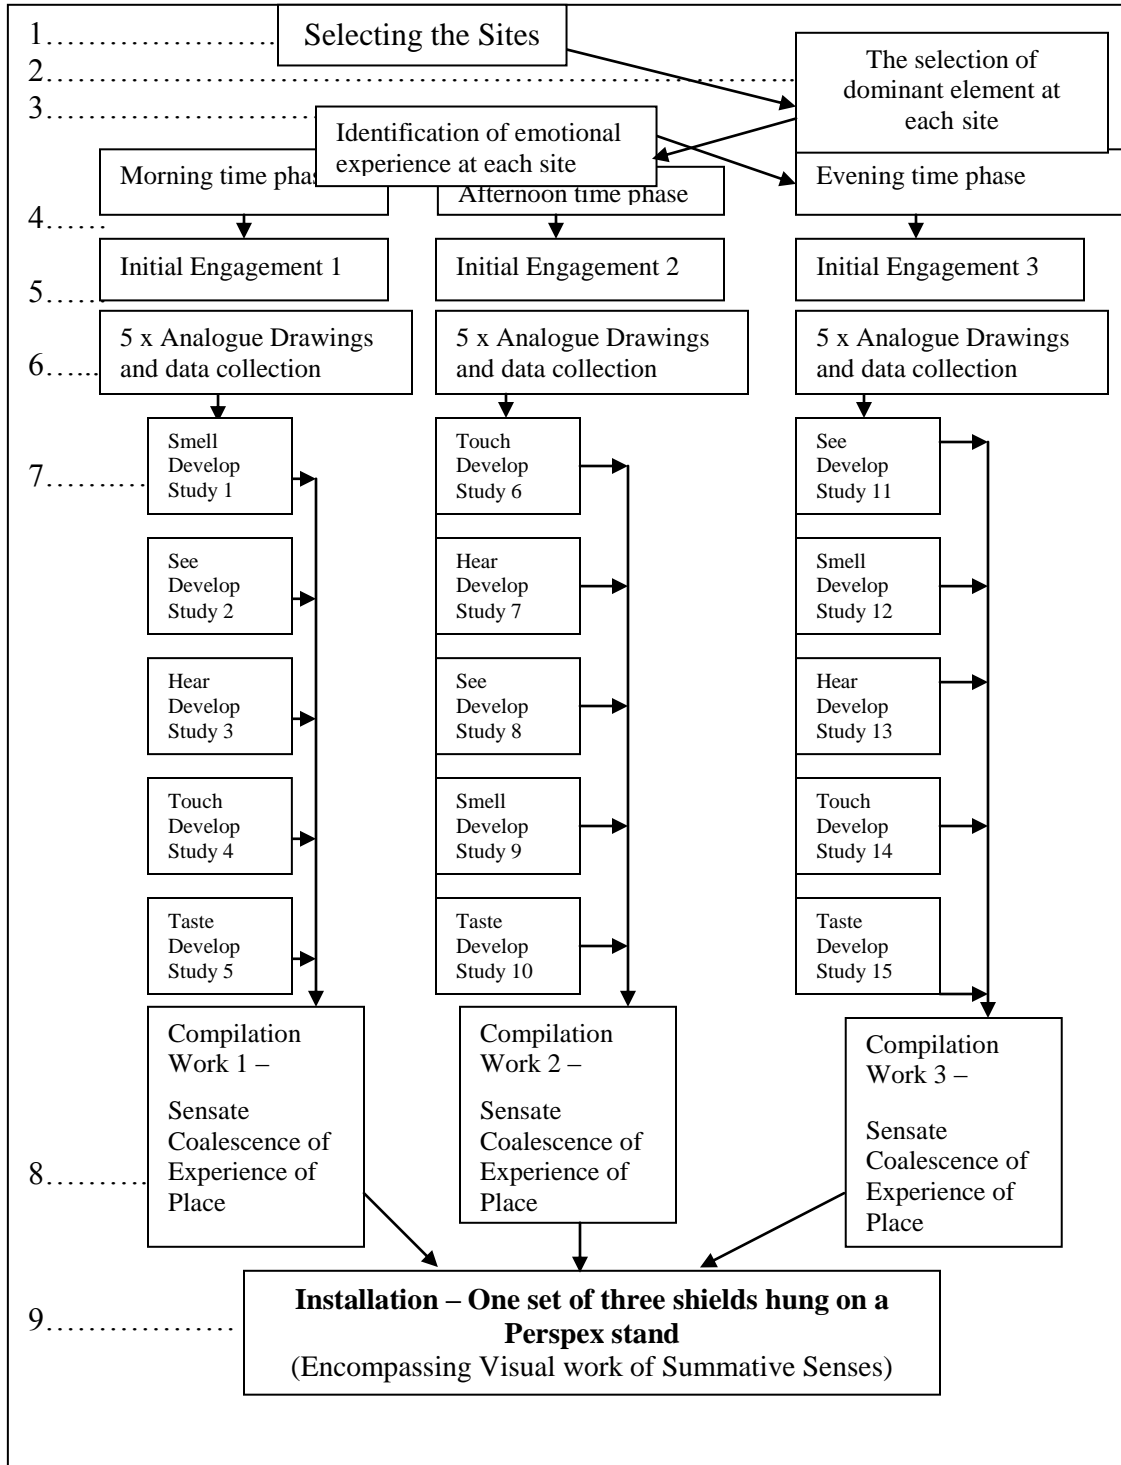 1…………………. Selecting the Sites
2……………………………………………………
3…………………………
The selection of
dominant element at
each site
Identification of emotional
experience at each site
Morning time phas
Afternoon time phase
Evening time phase
4……
Initial Engagement 1
Initial Engagement 2
Initial Engagement 3
5……
5 x Analogue Drawings
and data collection
5 x Analogue Drawings
and data collection
5 x Analogue Drawings
and data collection
6…...
Smell
Develop
Study 1
Touch
Develop
Study 6
See
Develop
Study 11
7…………
See
Develop
Study 2
Hear
Develop
Study 7
Smell
Develop
Study 12
Hear
Develop
Study 3
See
Develop
Study 8
Hear
Develop
Study 13
Touch
Develop
Study 4
Smell
Develop
Study 9
Touch
Develop
Study 14
Taste
Develop
Study 5
Taste
Develop
Study 10
Taste
Develop
Study 15
Compilation
Work 1 –
Sensate
Coalescence of
Experience of
Place
Compilation
Work 2 –
Sensate
Coalescence of
Experience of
Place
Compilation
Work 3 –
Sensate
Coalescence of
Experience of
Place
8…………
9…………………
Installation – One set of three shields hung on a
Perspex stand
(Encompassing Visual work of Summative Senses)